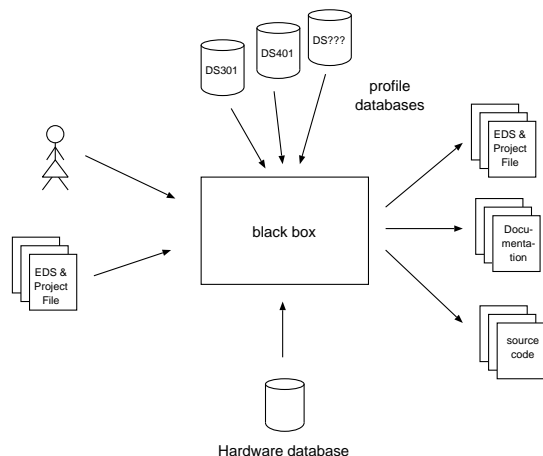 DS301
DS401
DS???
profile
databases
EDS &
Project
File
black box
Docu-
menta-
tion
EDS &
Project
File
source
code
Hardware database